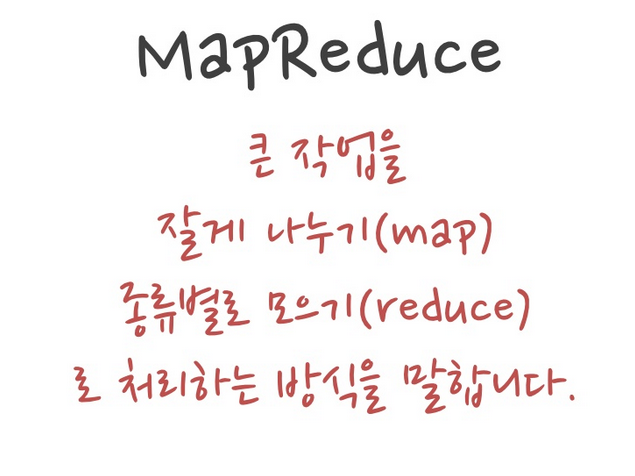 MapReduce
큰 작업을
잘게 나누기(map)
종류별로 모으기(reduce)
로 처리하는 방식을 말합니다.